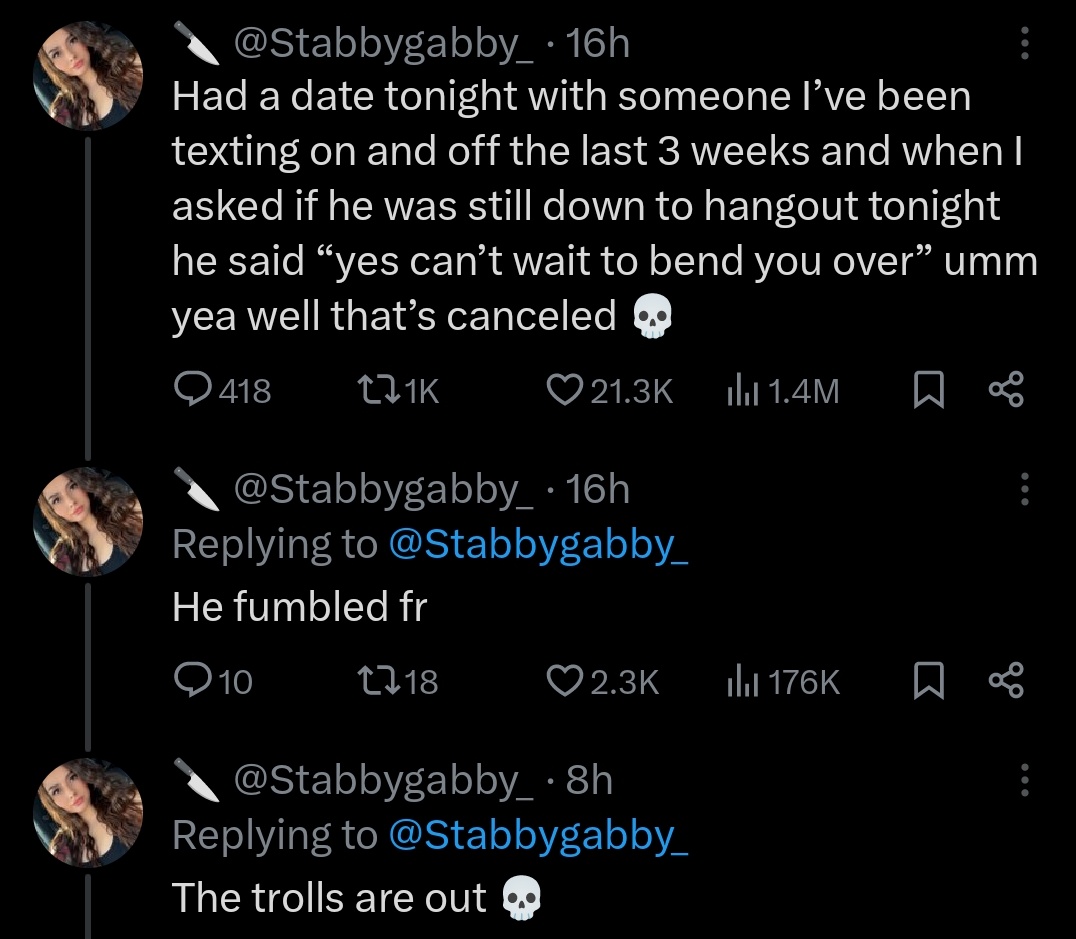 🔪 @Stabbygabby_ · 16h
Had a date tonight with someone I’ve been
texting on and off the last 3 weeks and when I
asked if he was still down to hangout tonight
he said “yes can’t wait to bend you over” umm
yea well that’s canceled 💀
418 1K 21.3K 1.4M
🔪 @Stabbygabby_ · 16h
Replying to @Stabbygabby_
He fumbled fr
10 18 2.3K 176K
🔪 @Stabbygabby_ · 8h
Replying to @Stabbygabby_
The trolls are out 💀